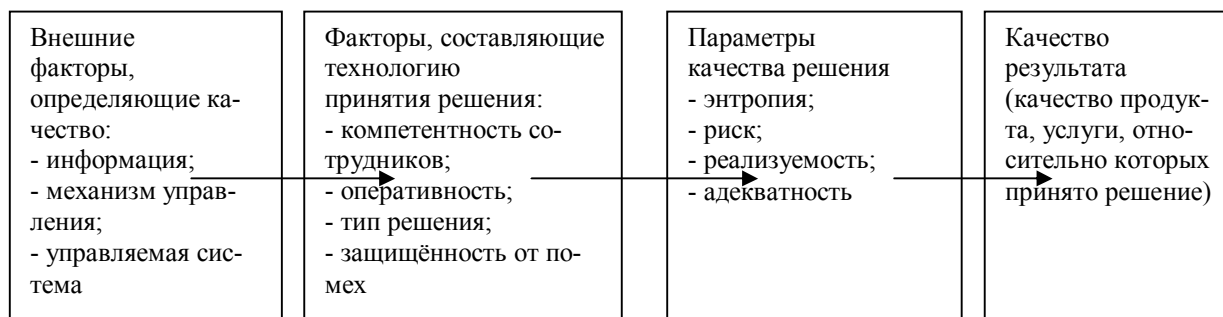 Внешние
факторы,
определяющие ка-
чество:
- информация;
- механизм управ-
ления;
- управляемая сис-
тема
Факторы, составляющие
технологию
принятия решения:
- компетентность со-
трудников;
- оперативность;
- тип решения;
- защищённость от по-
мех
Параметры
качества решения
- энтропия;
- риск;
- реализуемость;
- адекватность
Качество
результата
(качество продук-
та, услуги, отно-
сительно которых
принято решение)